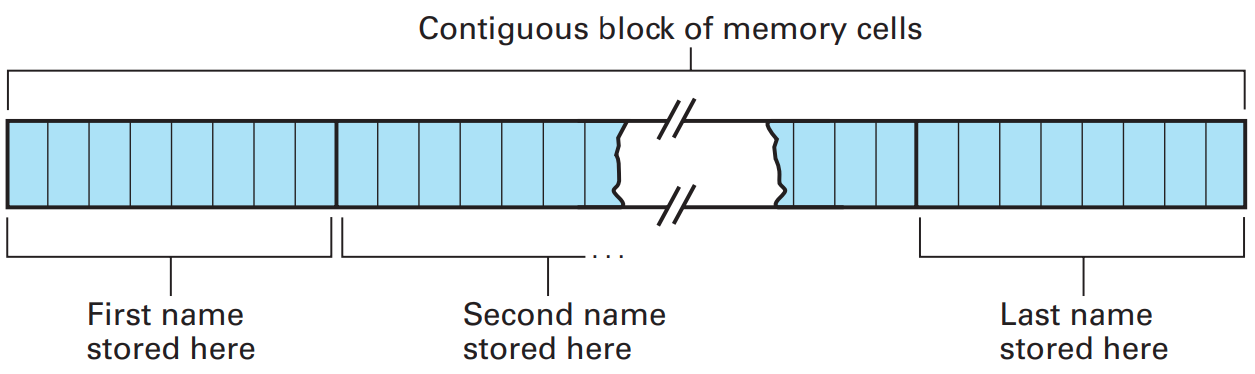 Contiguous block of memory cells
. . .
First name
stored here
Second name
stored here
Last name
stored here